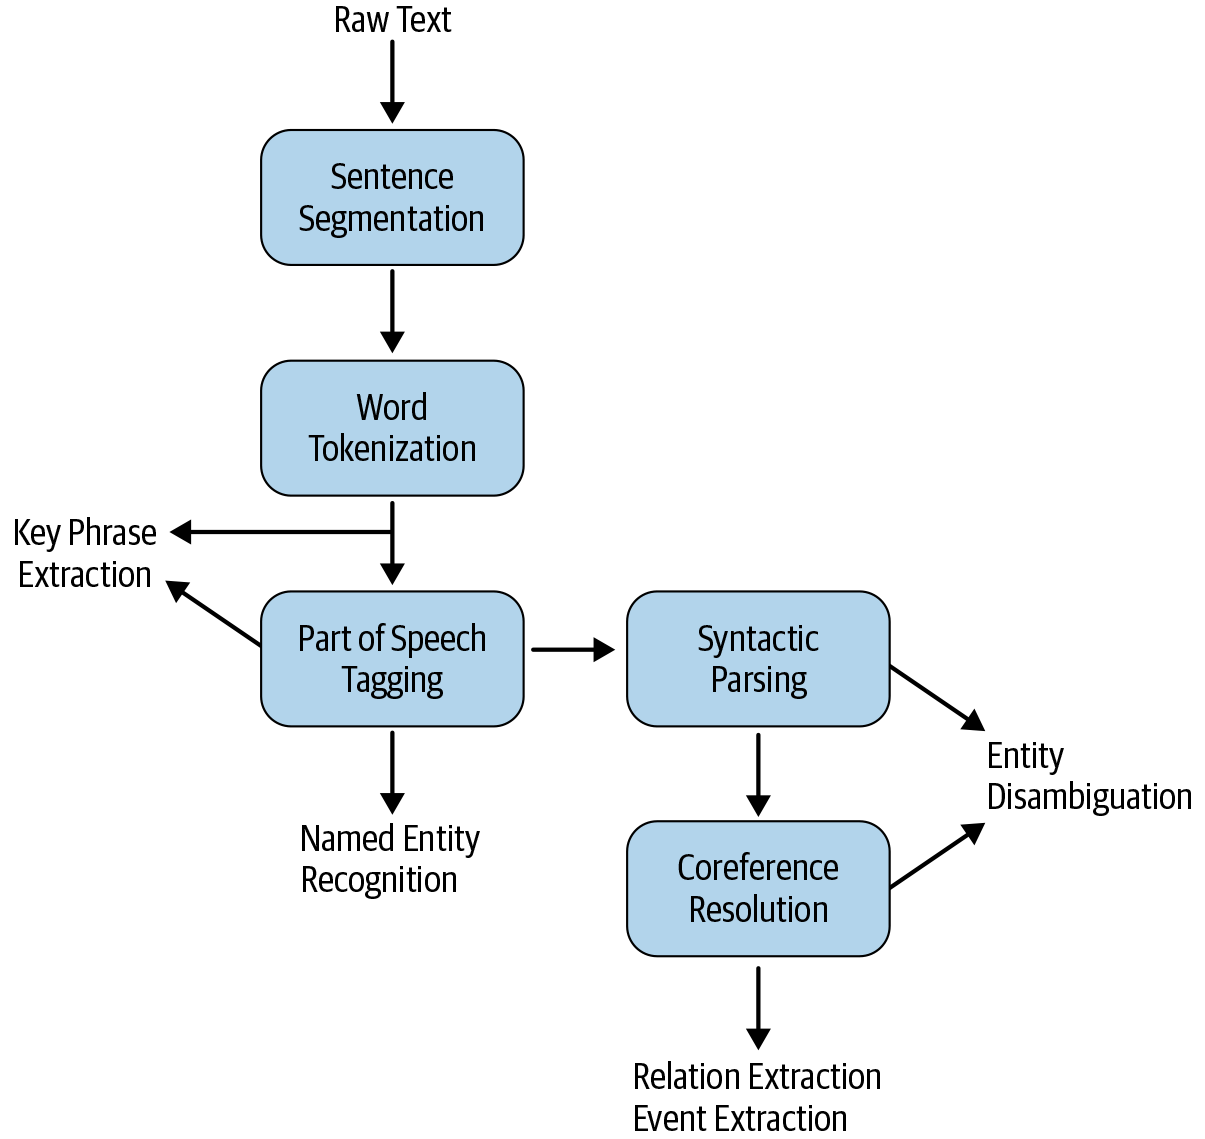 Raw Text
Sentence
Segmentation
Word
Tokenization
Key Phrase
Extraction
Part of Speech
Tagging
Syntactic
Parsing
Entity
Disambiguation
Named Entity
Recognition
Coreference
Resolution
Relation Extraction
Event Extraction